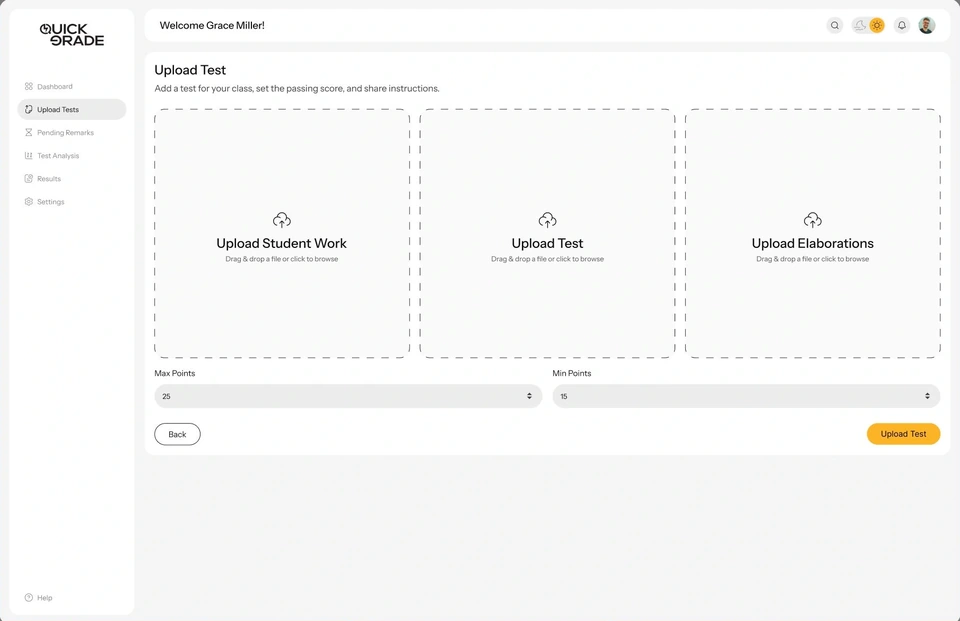 QUICK
GRADE
Welcome Grace Miller!
Dashboard
Upload Tests
Pending Remarks
Test Analysis
Results
Settings
Help
Upload Test
Add a test for your class, set the passing score, and share instructions.
Upload Student Work
Drag & drop a file or click to browse
Upload Test
Drag & drop a file or click to browse
Upload Elaborations
Drag & drop a file or click to browse
Max Points
25
Min Points
15
Back
Upload Test